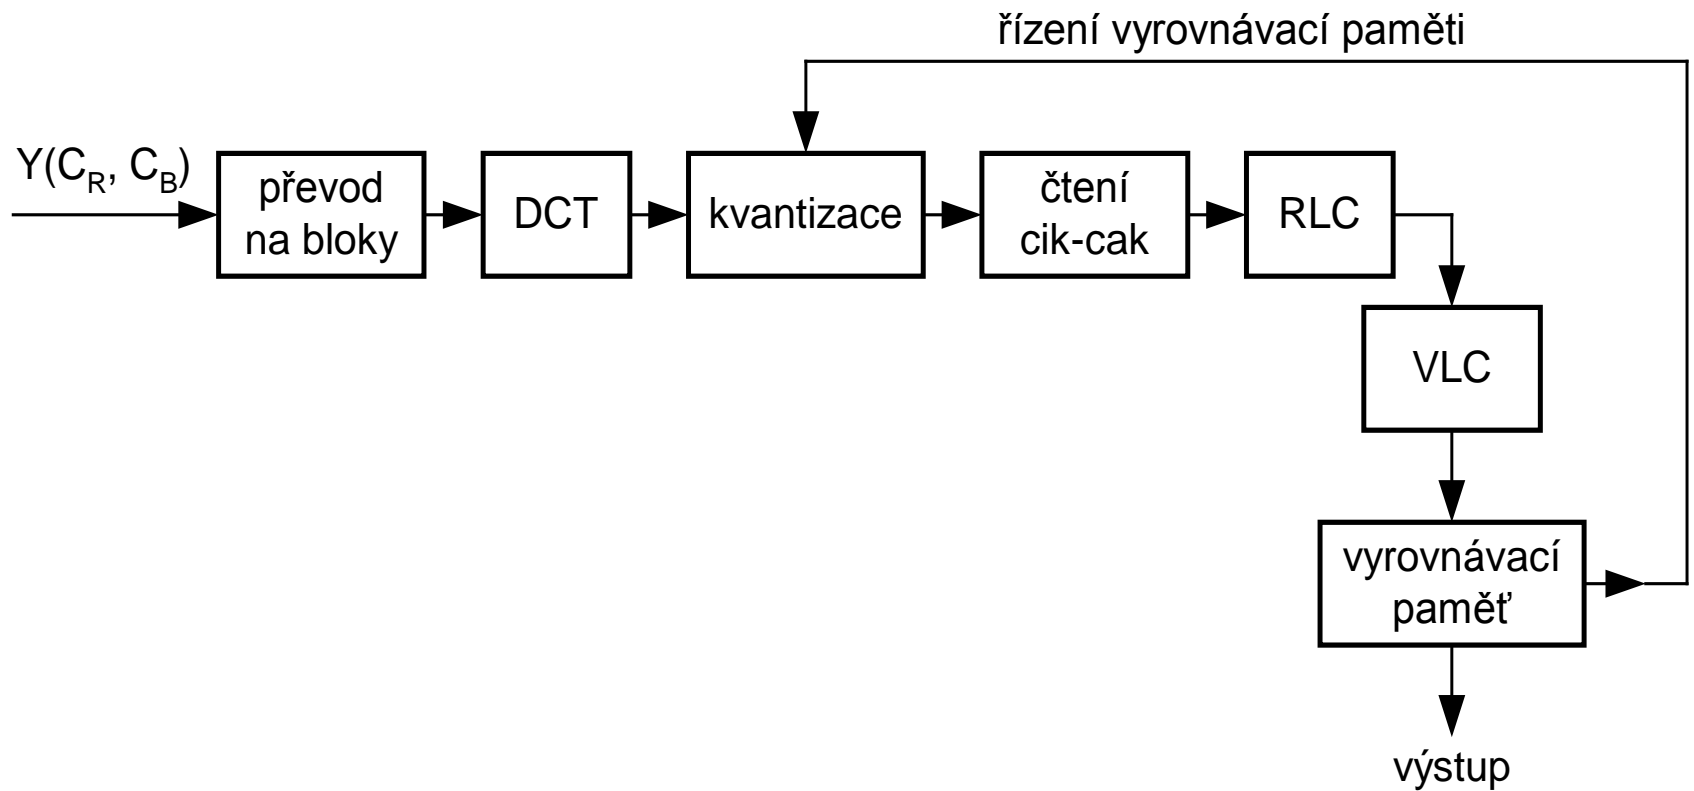 řízení vyrovnávací paměti
Y(CR, CB)
převod
na bloky
DCT
kvantizace
čtení
cik-cak
RLC
VLC
vyrovnávací
paměť
výstup